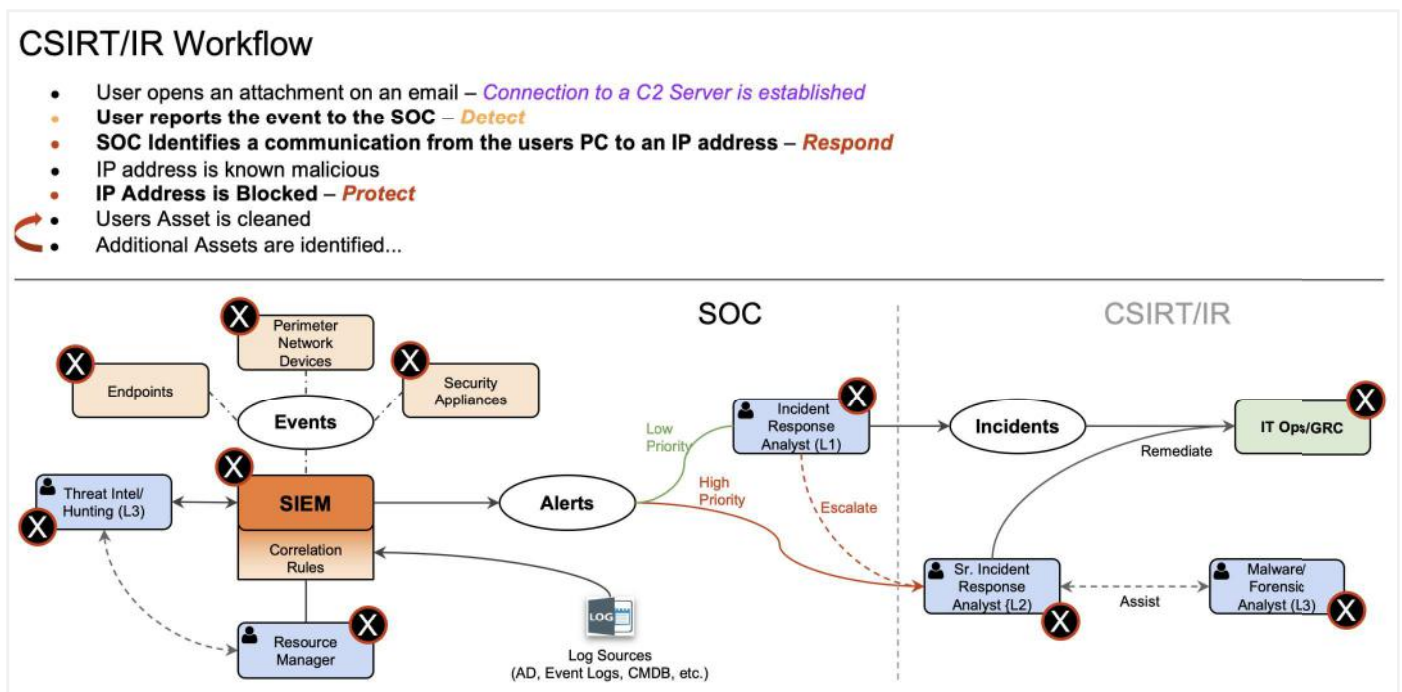 CSIRT/IR Workflow
• User opens an attachment on an email – Connection to a C2 Server is established
• User reports the event to the SOC – Detect
• SOC Identifies a communication from the users PC to an IP address – Respond
• IP address is known malicious
• IP Address is Blocked – Protect
• Users Asset is cleaned
• Additional Assets are identified...
SOC
CSIRT/IR
X
Perimeter
Network
Devices
X
Endpoints
X
Security
Appliances
Events
X
Incident
Response
Analyst (L1)
Low
Priority
Incidents
X
IT Ops/GRC
Remediate
X
Threat Intel/
Hunting (L3)
X
SIEM
Correlation
Rules
Alerts
High
Priority
Escalate
Sr. Incident
Response
Analyst {L2)
X
Assist
Malware/
Forensic
Analyst (L3)
X
Resource
Manager
X
LOG
Log Sources
(AD, Event Logs, CMDB, etc.)